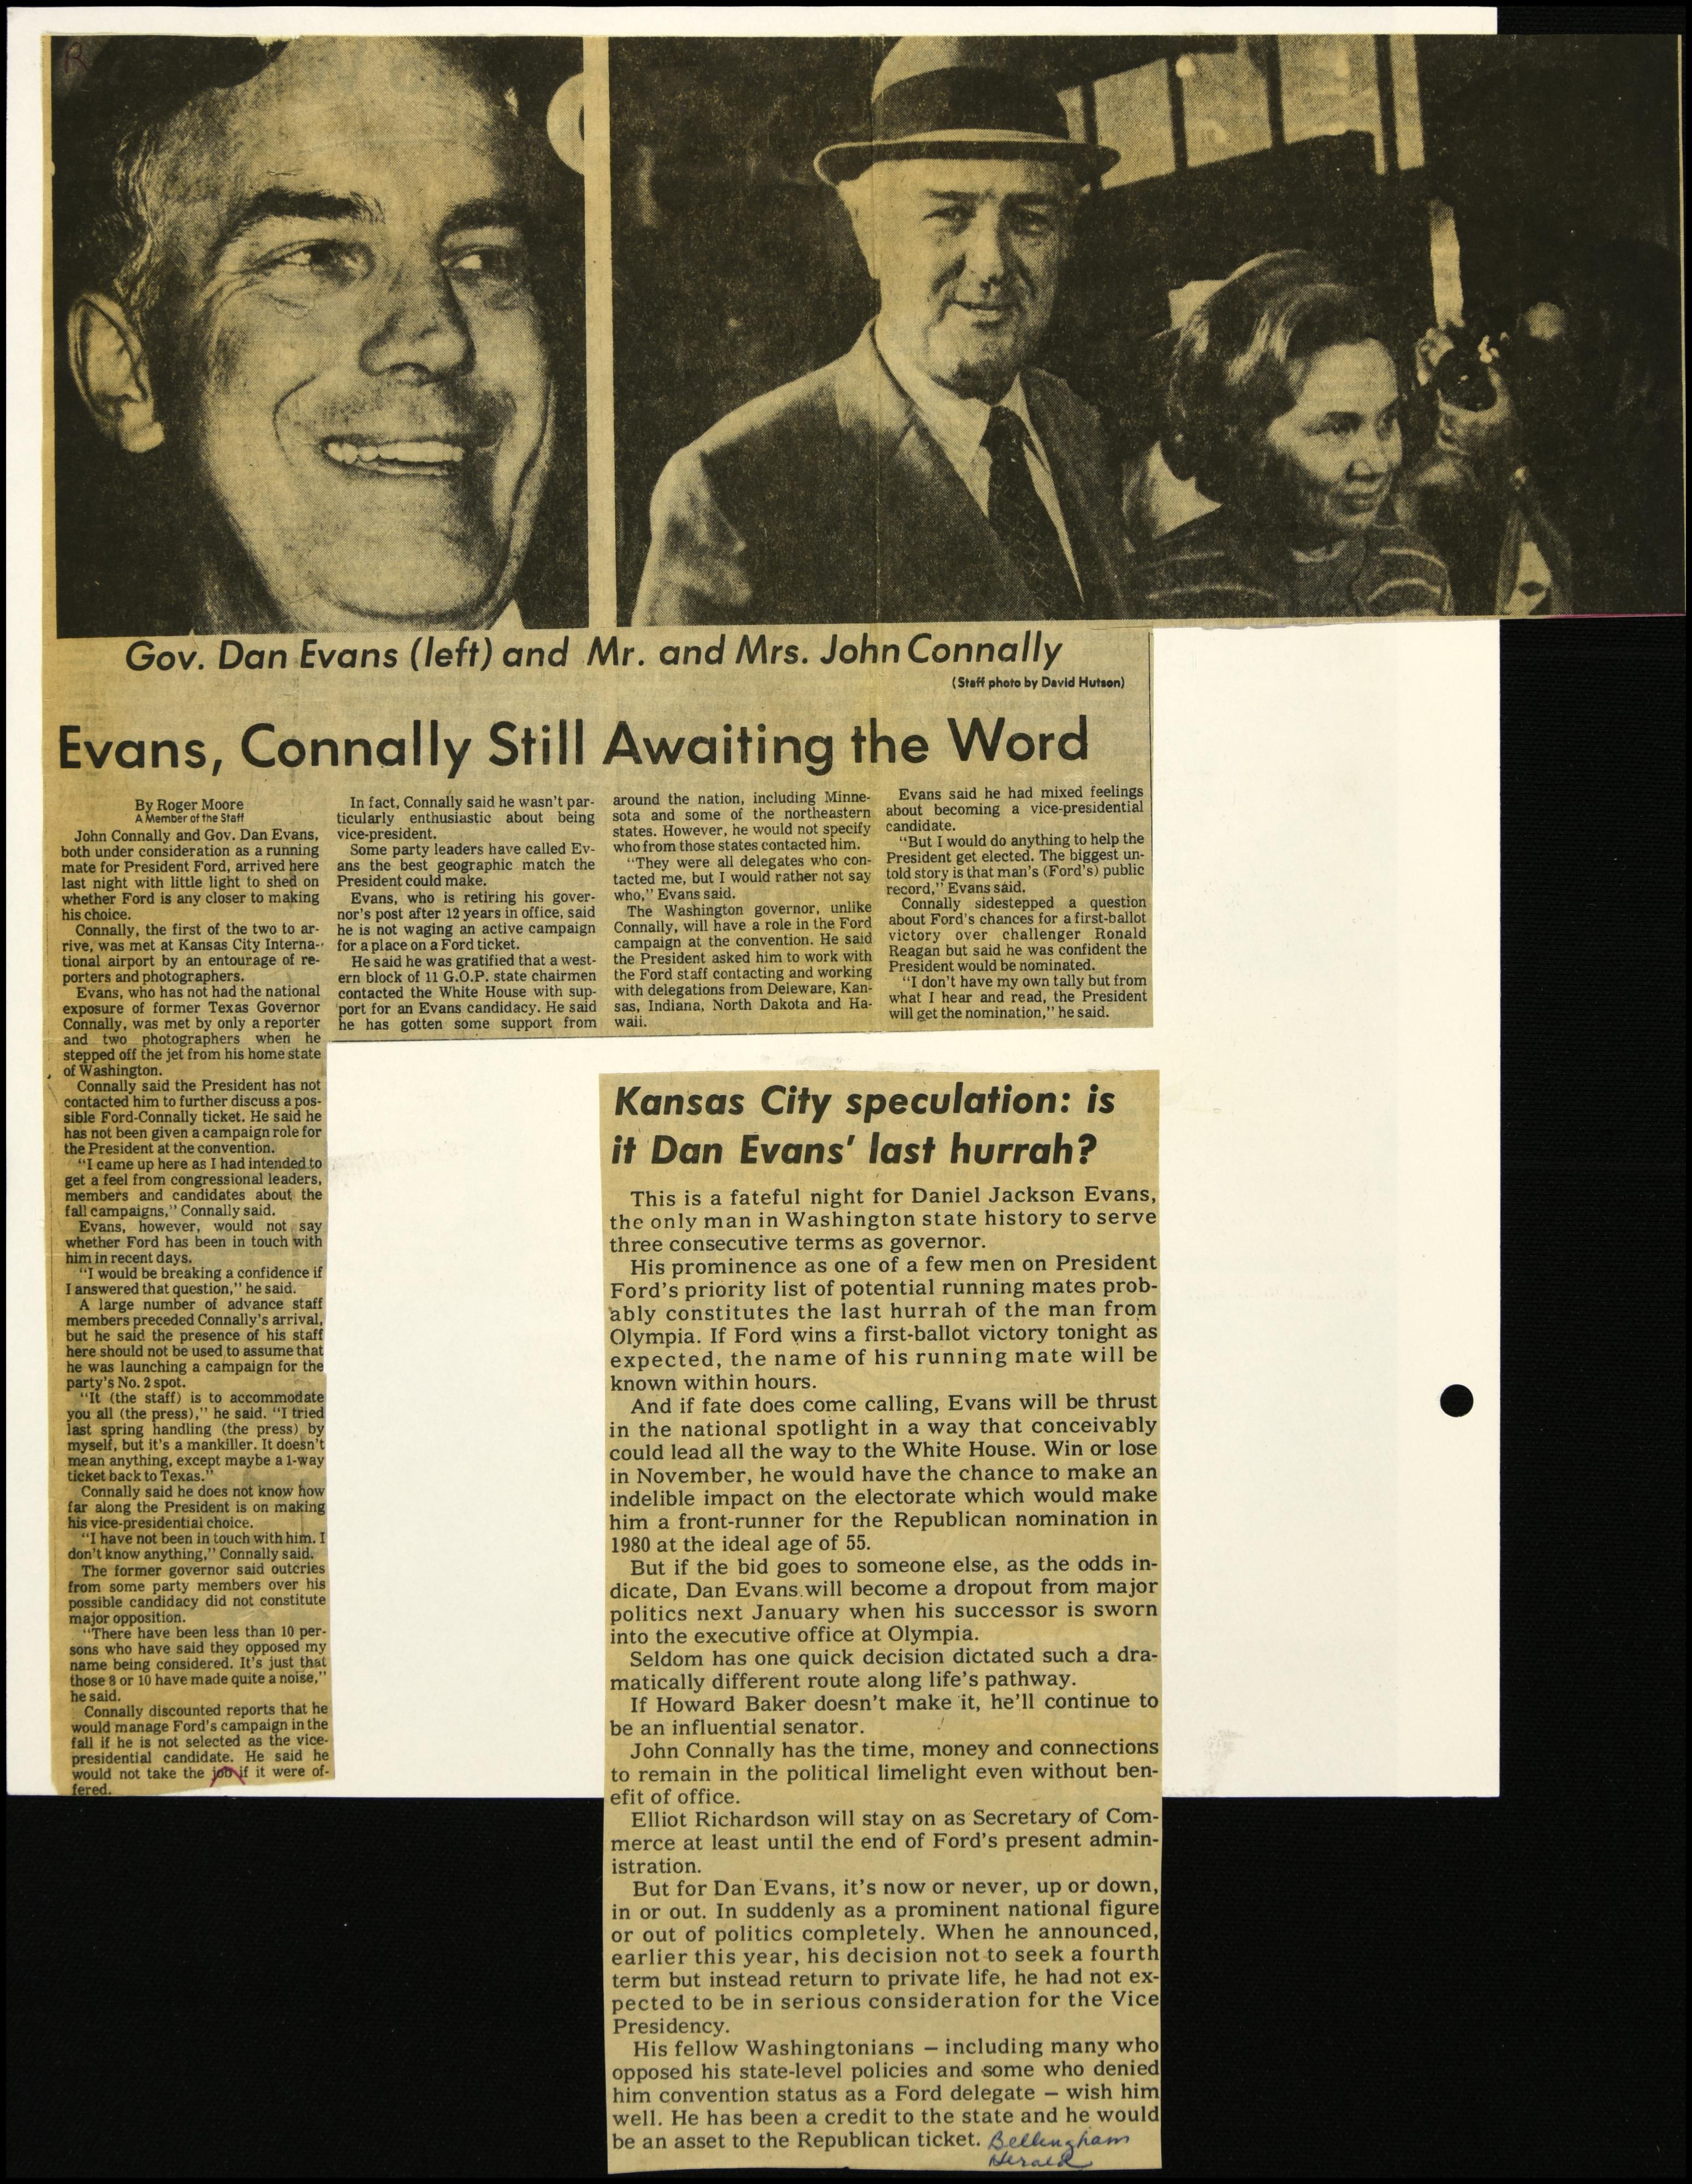 R
Gov. Dan Evans (left) and Mr. and Mrs. John Connally
(Staff photo by David Hutson)
Evans, Connally Still Awaiting the Word
By Roger Moore
A Member of the Staff
John Connally and Gov. Dan Evans,
both under consideration as a running
mate for President Ford, arrived here
last night with little light to shed on
whether Ford is any closer to making
his choice.
Connally, the first of the two to ar-
rive, was met at Kansas City Interna-
tional airport by an entourage of re-
porters and photographers.
Evans, who has not had the national
exposure of former Texas Governor
Connally, was met by only a reporter
and two photographers when he
stepped off the jet from his home state
of Washington.
Connally said the President has not
contacted him to further discuss a pos-
sible Ford-Connally ticket. He said he
has not been given a campaign role for
the President at the convention.
"I came up here as I had intended to
get a feel from congressional leaders,
members and candidates about the
fall campaigns," Connally said.
Evans, however, would not say
whether Ford has been in touch with
him in recent days.
"I would be breaking a confidence if
I answered that question," he said.
A large number of advance staff
members preceded Connally's arrival,
but he said the presence of his staff
here should not be used to assume that
he was launching a campaign for the
party's No. 2 spot.
"It (the staff) is to accommodate
you all (the press)," he said. "I tried
last spring handling (the press) by
myself, but it's a mankiller. It doesn't
mean anything, except maybe a 1-way
ticket back to Texas."
Connally said he does not know how
far along the President is on making
his vice-presidential choice.
"I have not been in touch with him. I
don't know anything," Connally said.
The former governor said outcries
from some party members over his
possible candidacy did not constitute
major opposition.
"There have been less than 10 per-
sons who have said they opposed my
name being considered. It's just that
those 8 or 10 have made quite a noise,"
he said.
Connally discounted reports that he
would manage Ford's campaign in the
fall if he is not selected as the vice-
presidential candidate. He said he
would not take the job if it were of-
fered.
In fact, Connally said he wasn't par-
ticularly enthusiastic about being
vice-president.
Some party leaders have called Ev-
ans the best geographic match the
President could make.
Evans, who is retiring his gover-
nor's post after 12 years in office, said
he is not waging an active campaign
for a place on a Ford ticket.
He said he was gratified that a west-
ern block of 11 G.O.P. state chairmen
contacted the White House with sup-
port for an Evans candidacy. He said
he has gotten some support from
around the nation, including Minne-
sota and some of the northeastern
states. However, he would not specify
who from those states contacted him.
"They were all delegates who con-
tacted me, but I would rather not say
who," Evans said.
The Washington governor, unlike
Connally, will have a role in the Ford
campaign at the convention. He said
the President asked him to work with
the Ford staff contacting and working
with delegations from Deleware, Kan-
sas, Indiana, North Dakota and Ha-
waii.
Evans said he had mixed feelings
about becoming a vice-presidential
candidate.
"But I would do anything to help the
President get elected. The biggest un-
told story is that man's (Ford's) public
record," Evans said.
Connally sidestepped a question
about Ford's chances for a first-ballot
victory over challenger Ronald
Reagan but said he was confident the
President would be nominated.
"I don't have my own tally but from
what I hear and read, the President
will get the nomination," he said.
Kansas City speculation: is
it Dan Evans' last hurrah?
This is a fateful night for Daniel Jackson Evans,
the only man in Washington state history to serve
three consecutive terms as governor.
His prominence as one of a few men on President
Ford's priority list of potential running mates prob-
ably constitutes the last hurrah of the man from
Olympia. If Ford wins a first-ballot victory tonight as
expected, the name of his running mate will be
known within hours.
And if fate does come calling, Evans will be thrust
in the national spotlight in a way that conceivably
could lead all the way to the White House. Win or lose
in November, he would have the chance to make an
indelible impact on the electorate which would make
him a front-runner for the Republican nomination in
1980 at the ideal age of 55.
But if the bid goes to someone else, as the odds in-
dicate, Dan Evans will become a dropout from major
politics next January when his successor is sworn
into the executive office at Olympia.
Seldom has one quick decision dictated such a dra-
matically different route along life's pathway.
If Howard Baker doesn't make it, he'll continue to
be an influential senator.
John Connally has the time, money and connections
to remain in the political limelight even without ben-
efit of office.
Elliot Richardson will stay on as Secretary of Com-
merce at least until the end of Ford's present admin-
istration.
But for Dan Evans, it's now or never, up or down,
in or out. In suddenly as a prominent national figure
or out of politics completely. When he announced,
earlier this year, his decision not to seek a fourth
term but instead return to private life, he had not ex-
pected to be in serious consideration for the Vice
Presidency.
His fellow Washingtonians — including many who
opposed his state-level policies and some who denied
him convention status as a Ford delegate — wish him
well. He has been a credit to the state and he would
be an asset to the Republican ticket. Bellingham
Herald